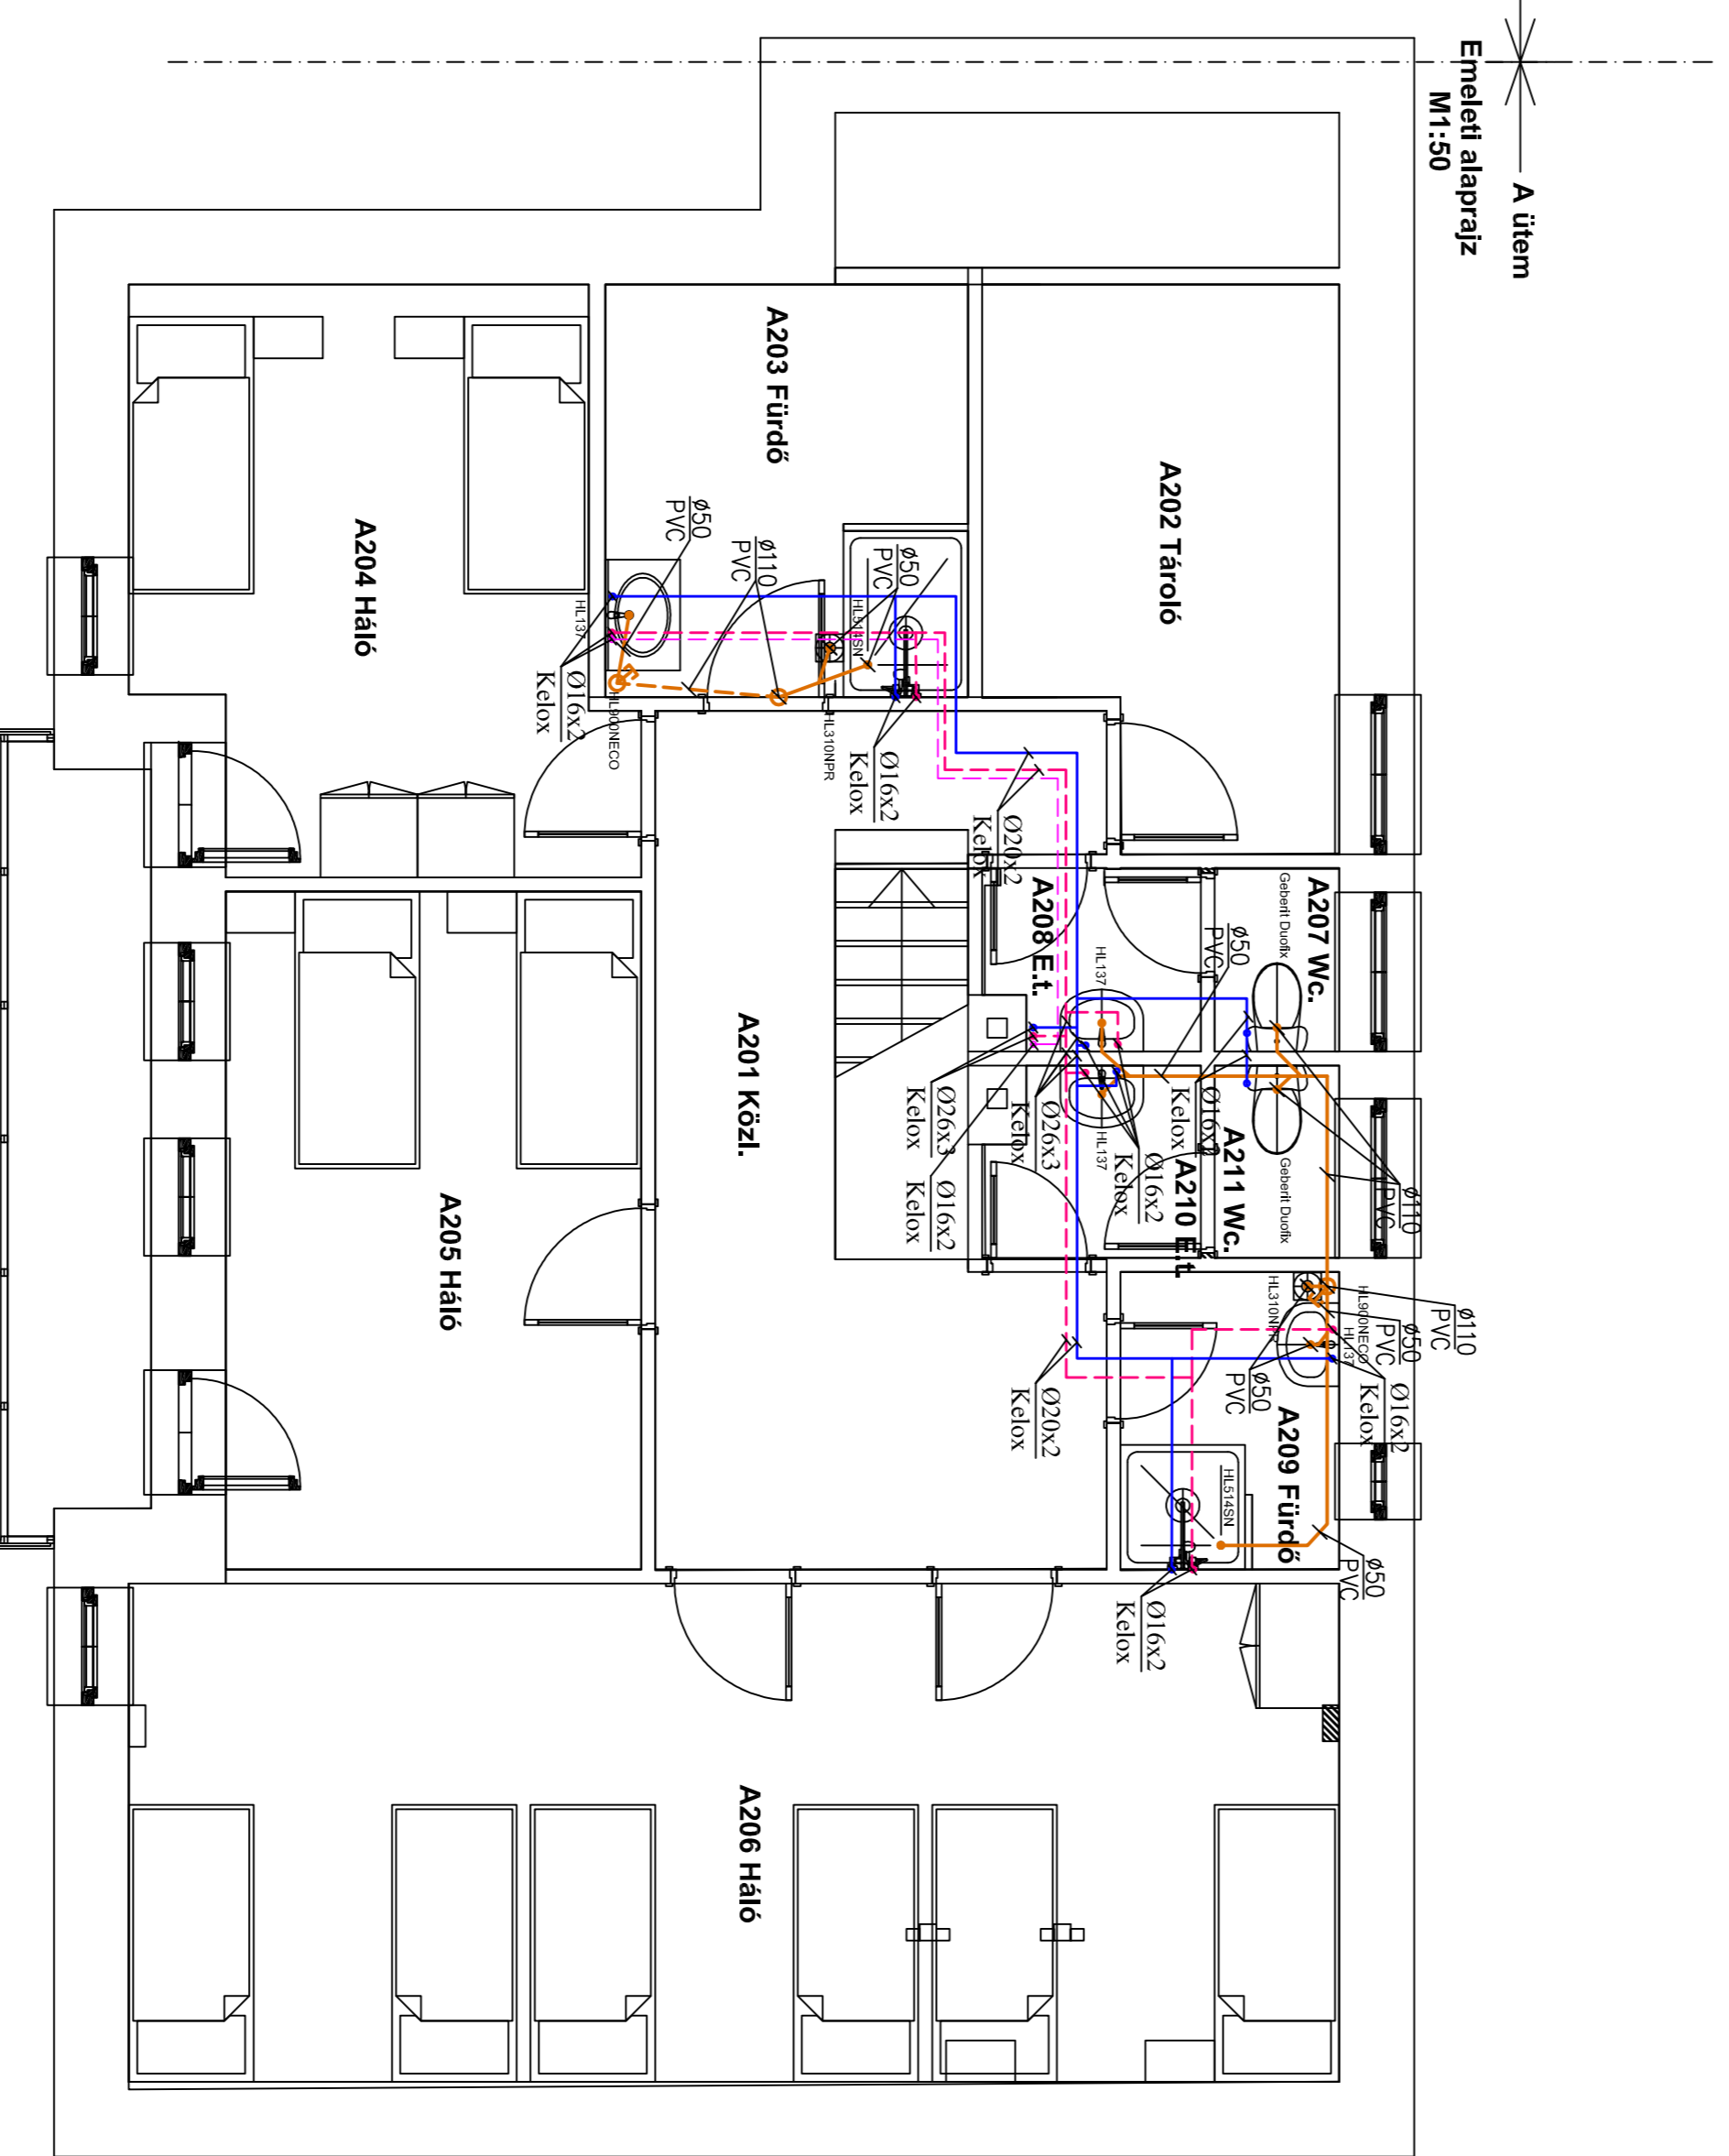 A ütem
Emeleti alaprajz
M1:50
A202 Tároló
A203 Fürdő
A204 Háló
ø50
PVC
ø110
PVC
ø50
PVC
HL514SN
HL137
HL900NECO
HL310NPR
Ø16x2
Kelox
Ø16x2
Kelox
Ø20x2
Kelox
A207 Wc.
Geberit Duofix
A208 E.t.
HL137
ø50
PVC
A201 Közl.
Ø26x3
Kelox
Ø26x3
Kelox
Ø16x2
Kelox
Ø16x2
Kelox
Ø16x2
Kelox
HL137
A210 E.t.
A211 Wc.
Geberit Duofix
ø110
PVC
A205 Háló
HL310NPR
HL900NECO
HL137
ø110
PVC
ø50
PVC
ø50
PVC
Ø16x2
Kelox
Ø20x2
Kelox
A209 Fürdő
HL514SN
ø50
PVC
Ø16x2
Kelox
A206 Háló